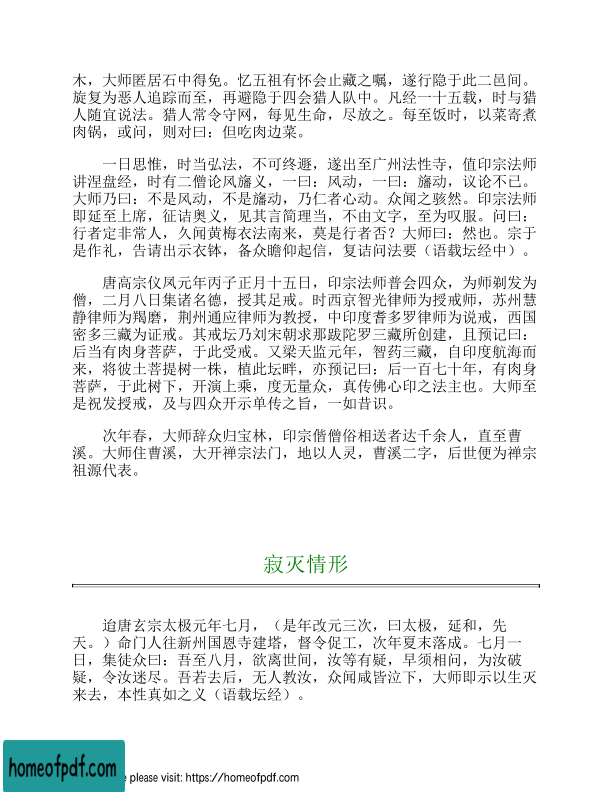 木，大师匿居石中得免。忆五祖有怀会止藏之嘱，遂行隐于此二邑间。
旋复为恶人追踪而至，再避隐于四会猎人队中。凡经一十五载，时与猎
人随宜说法。猎人常令守网，每见生命，尽放之。每至饭时，以菜寄煮
肉锅，或问，则对曰：但吃肉边菜。
一日思惟，时当弘法，不可终遯，遂出至广州法性寺，值印宗法师
讲涅盘经，时有二僧论风旛义，一曰：风动，一曰：旛动，议论不已。
大师乃曰：不是风动，不是旛动，乃仁者心动。众闻之骇然。印宗法师
即延至上席，征诘奥义，见其言简理当，不由文字，至为叹服。问曰：
行者定非常人，久闻黄梅衣法南来，莫是行者否？大师曰：然也。宗于
是作礼，告请出示衣钵，备众瞻仰起信，复诘问法要（语载坛经中）。
唐高宗仪凤元年丙子正月十五日，印宗法师普会四众，为师剃发为
僧，二月八日集诸名德，授其足戒。时西京智光律师为授戒师，苏州慧
静律师为羯磨，荆州通应律师为教授，中印度耆多罗律师为说戒，西国
密多三藏为证戒。其戒坛乃刘宋朝求那跋陀罗三藏所创建，且预记曰：
后当有肉身菩萨，于此受戒。又梁天监元年，智药三藏，自印度航海而
来，将彼土菩提树一株，植此坛畔，亦预记曰：后一百七十年，有肉身
菩萨，于此树下，开演上乘，度无量众，真传佛心印之法主也。大师至
是祝发授戒，及与四众开示单传之旨，一如昔识。
次年春，大师辞众归宝林，印宗偕僧俗相送者达千余人，直至曹
溪。大师住曹溪，大开禅宗法门，地以人灵，曹溪二字，后世便为禅宗
祖源代表。
寂灭情形
迨唐玄宗太极元年七月，（是年改元三次，曰太极，延和，先
天。）命门人往新州国恩寺建塔，督令促工，次年夏末落成。七月一
日，集徒众曰：吾至八月，欲离世间，汝等有疑，早须相问，为汝破
疑，令汝迷尽。吾若去后，无人教汝，众闻咸皆泣下，大师即示以生灭
来去，本性真如之义（语载坛经）。
homeofpdf.com
e please visit: https://homeofpdf.com